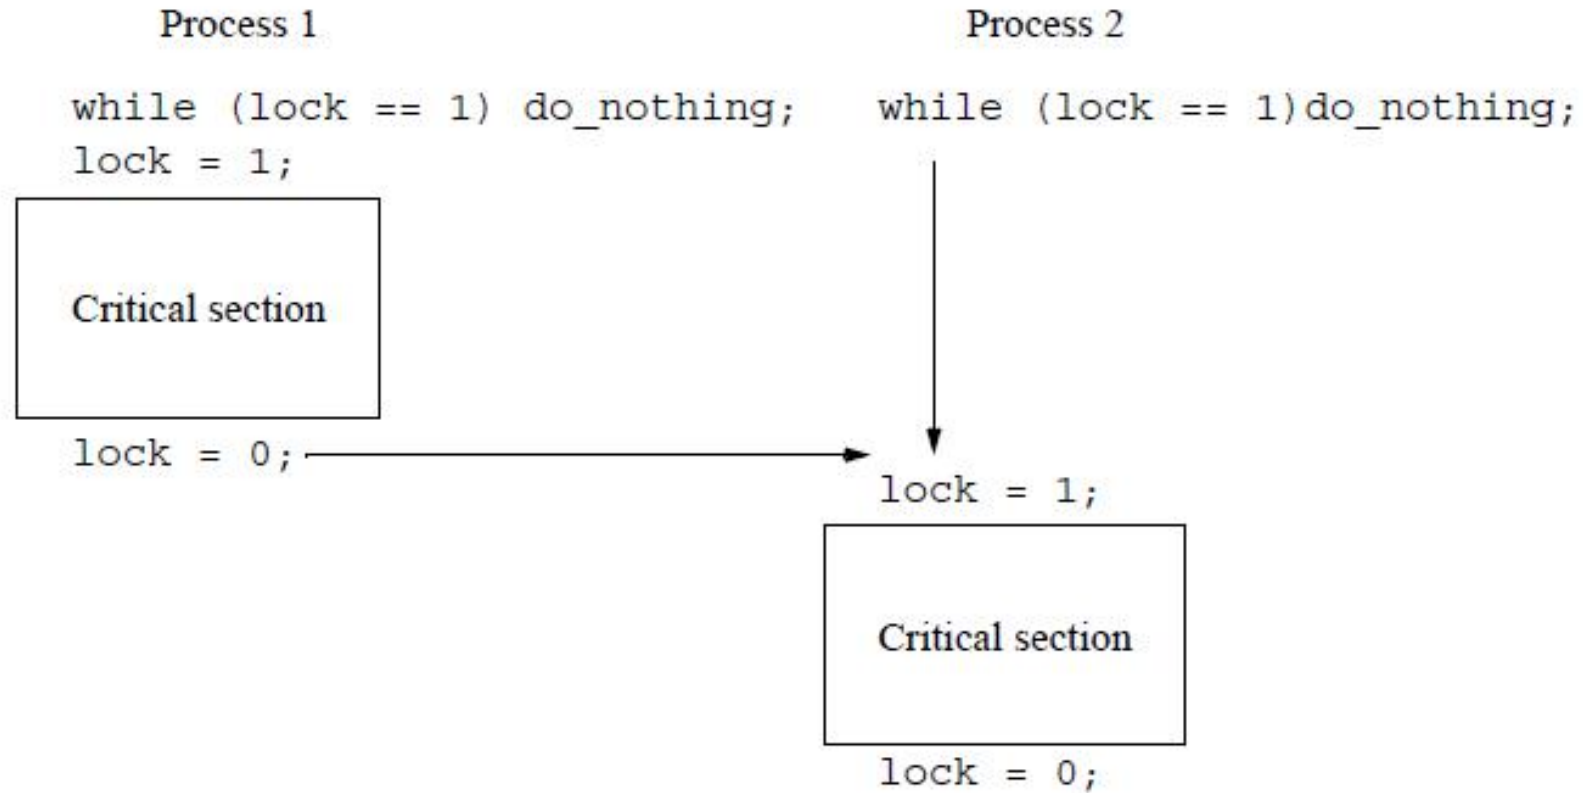 Process 1
while (lock == 1) do_nothing;
lock = 1;
Critical section
lock = 0;
Process 2
while (lock == 1)do_nothing;
lock = 1;
Critical section
lock = 0;